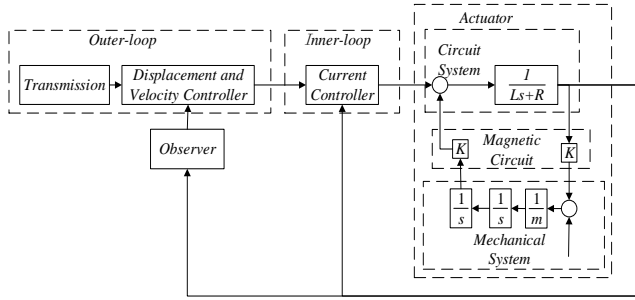 Actuator
Outer-loop
Inner-loop
Circuit
System
Transmission
Displacement and
Velocity Controller
Current
Controller
1
Ls+R
Observer
K
Magnetic
Circuit
K
1
s
1
s
1
m
Mechanical
System